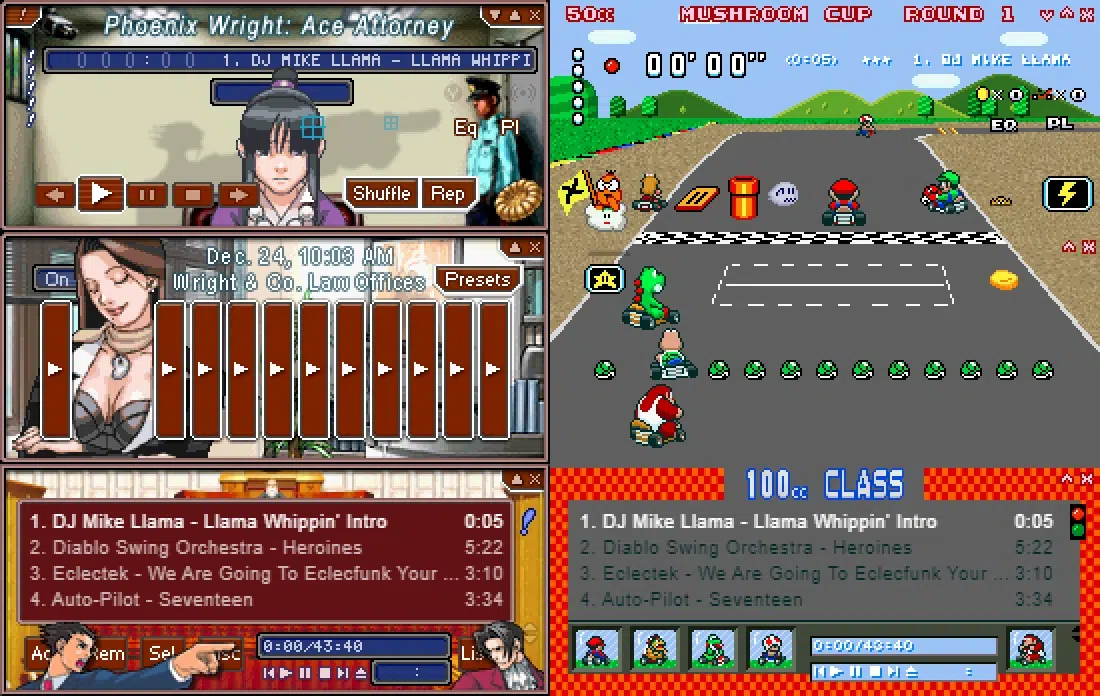 Phoenix Wright: Ace Attorney
00:00 1. DJ MIKE LLAMA - LLAMA WHIPPI
Eq Pl
Shuffle Rep
Dec. 24, 10:03 AM
On
Wright & Co. Law Offices
Presets
1. DJ Mike Llama - Llama Whippin' Intro 0:05
2. Diablo Swing Orchestra - Heroines 5:22
3. Eclectek - We Are Going To Eclecfunk Your ... 3:10
4. Auto-Pilot - Seventeen 3:34
0:00/43:40
:
50cc MUSHROOM CUP ROUND 1
00'00" (0:05) *** 1. DJ MIKE LLAMA
x0 x0
EQ PL
100cc CLASS
1. DJ Mike Llama - Llama Whippin' Intro 0:05
2. Diablo Swing Orchestra - Heroines 5:22
3. Eclectek - We Are Going To Eclecfunk Your ... 3:10
4. Auto-Pilot - Seventeen 3:34
0:00/43:40
: